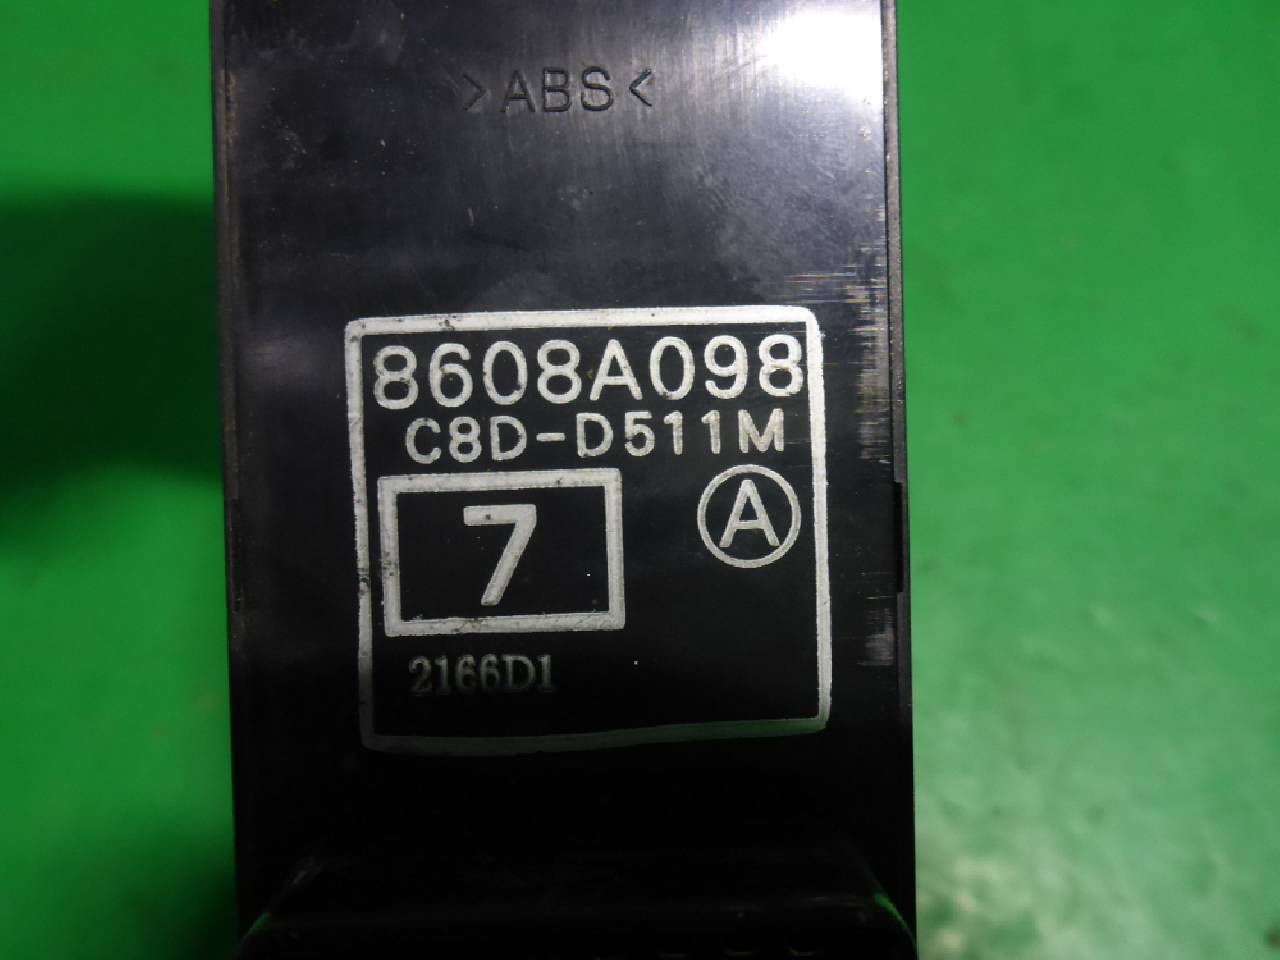 >ABS<
8608A098
C8D-D511M
7
A
2166D1